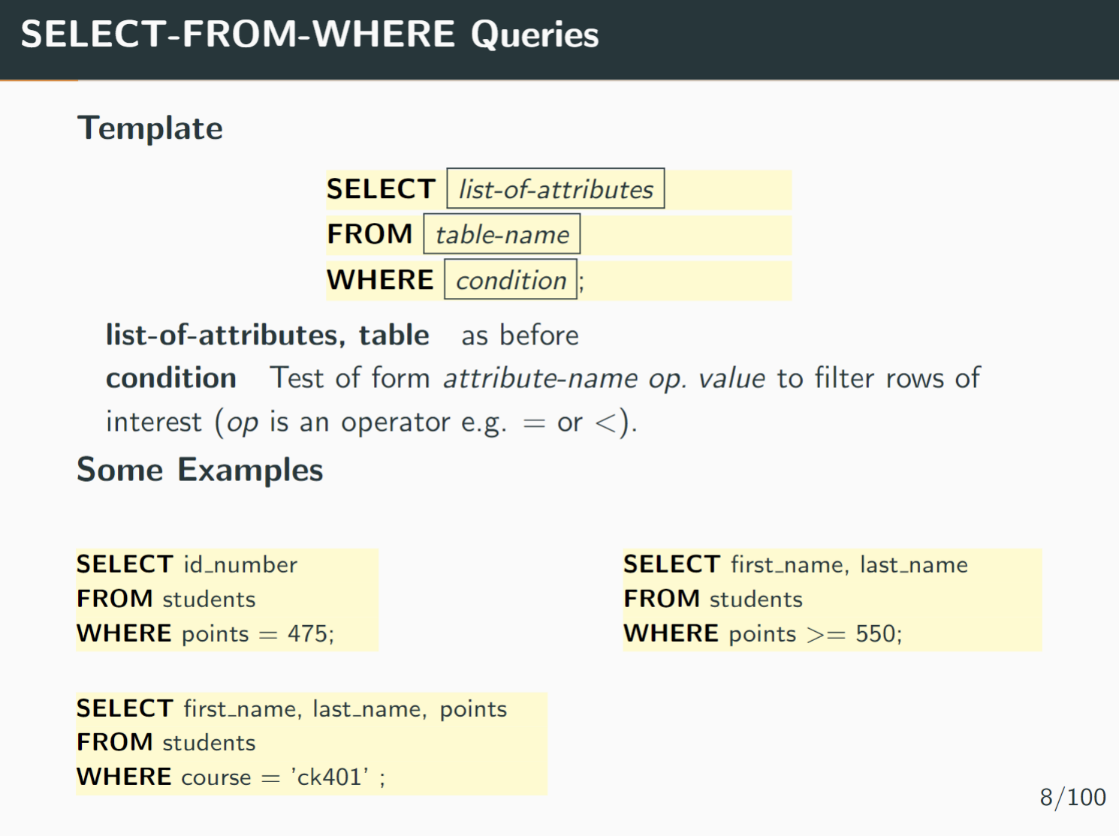 SELECT-FROM-WHERE Queries
Template
SELECT list-of-attributes
FROM table-name
WHERE condition ;
list-of-attributes, table as before
condition Test of form attribute-name op. value to filter rows of
interest (op is an operator e.g. = or <).
Some Examples
SELECT id_number
FROM students
WHERE points = 475;
SELECT first_name, last_name
FROM students
WHERE points >= 550;
SELECT first_name, last_name, points
FROM students
WHERE course = 'ck401' ;
8/100